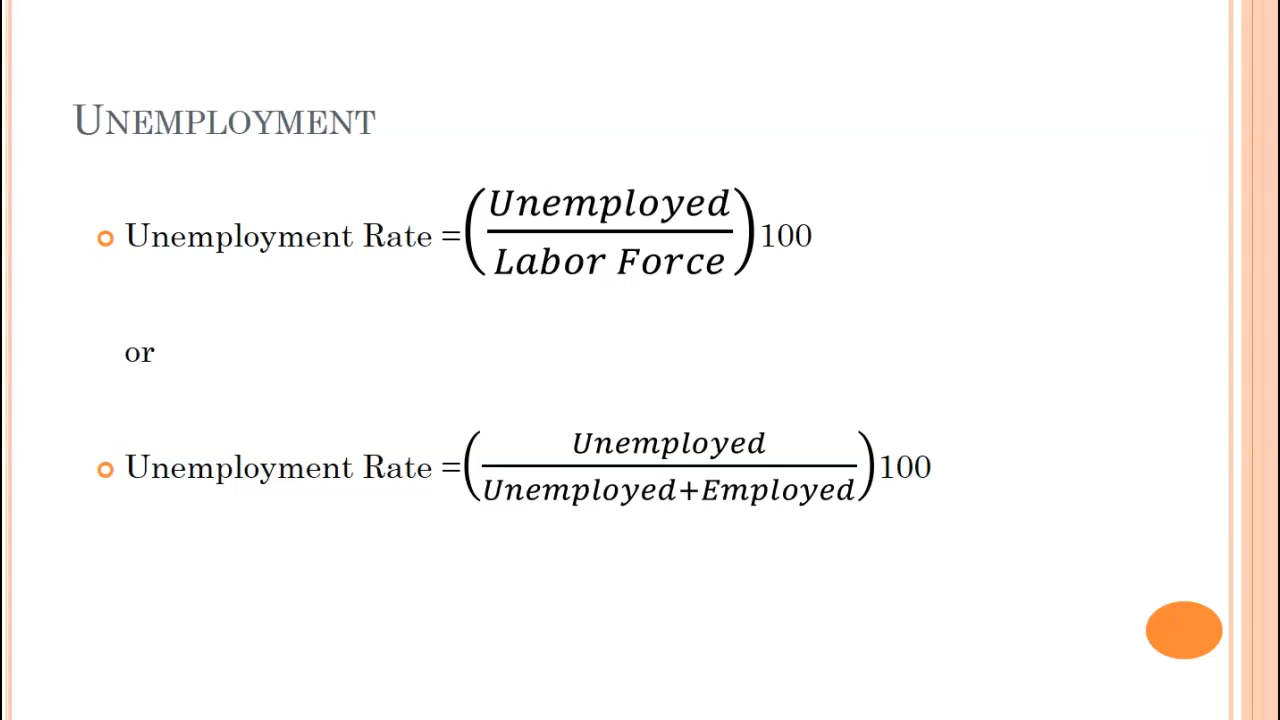 UNEMPLOYMENT
Unemployment Rate =(Unemployed/Labor Force)100
or
Unemployment Rate =(Unemployed/Unemployed+Employed)100